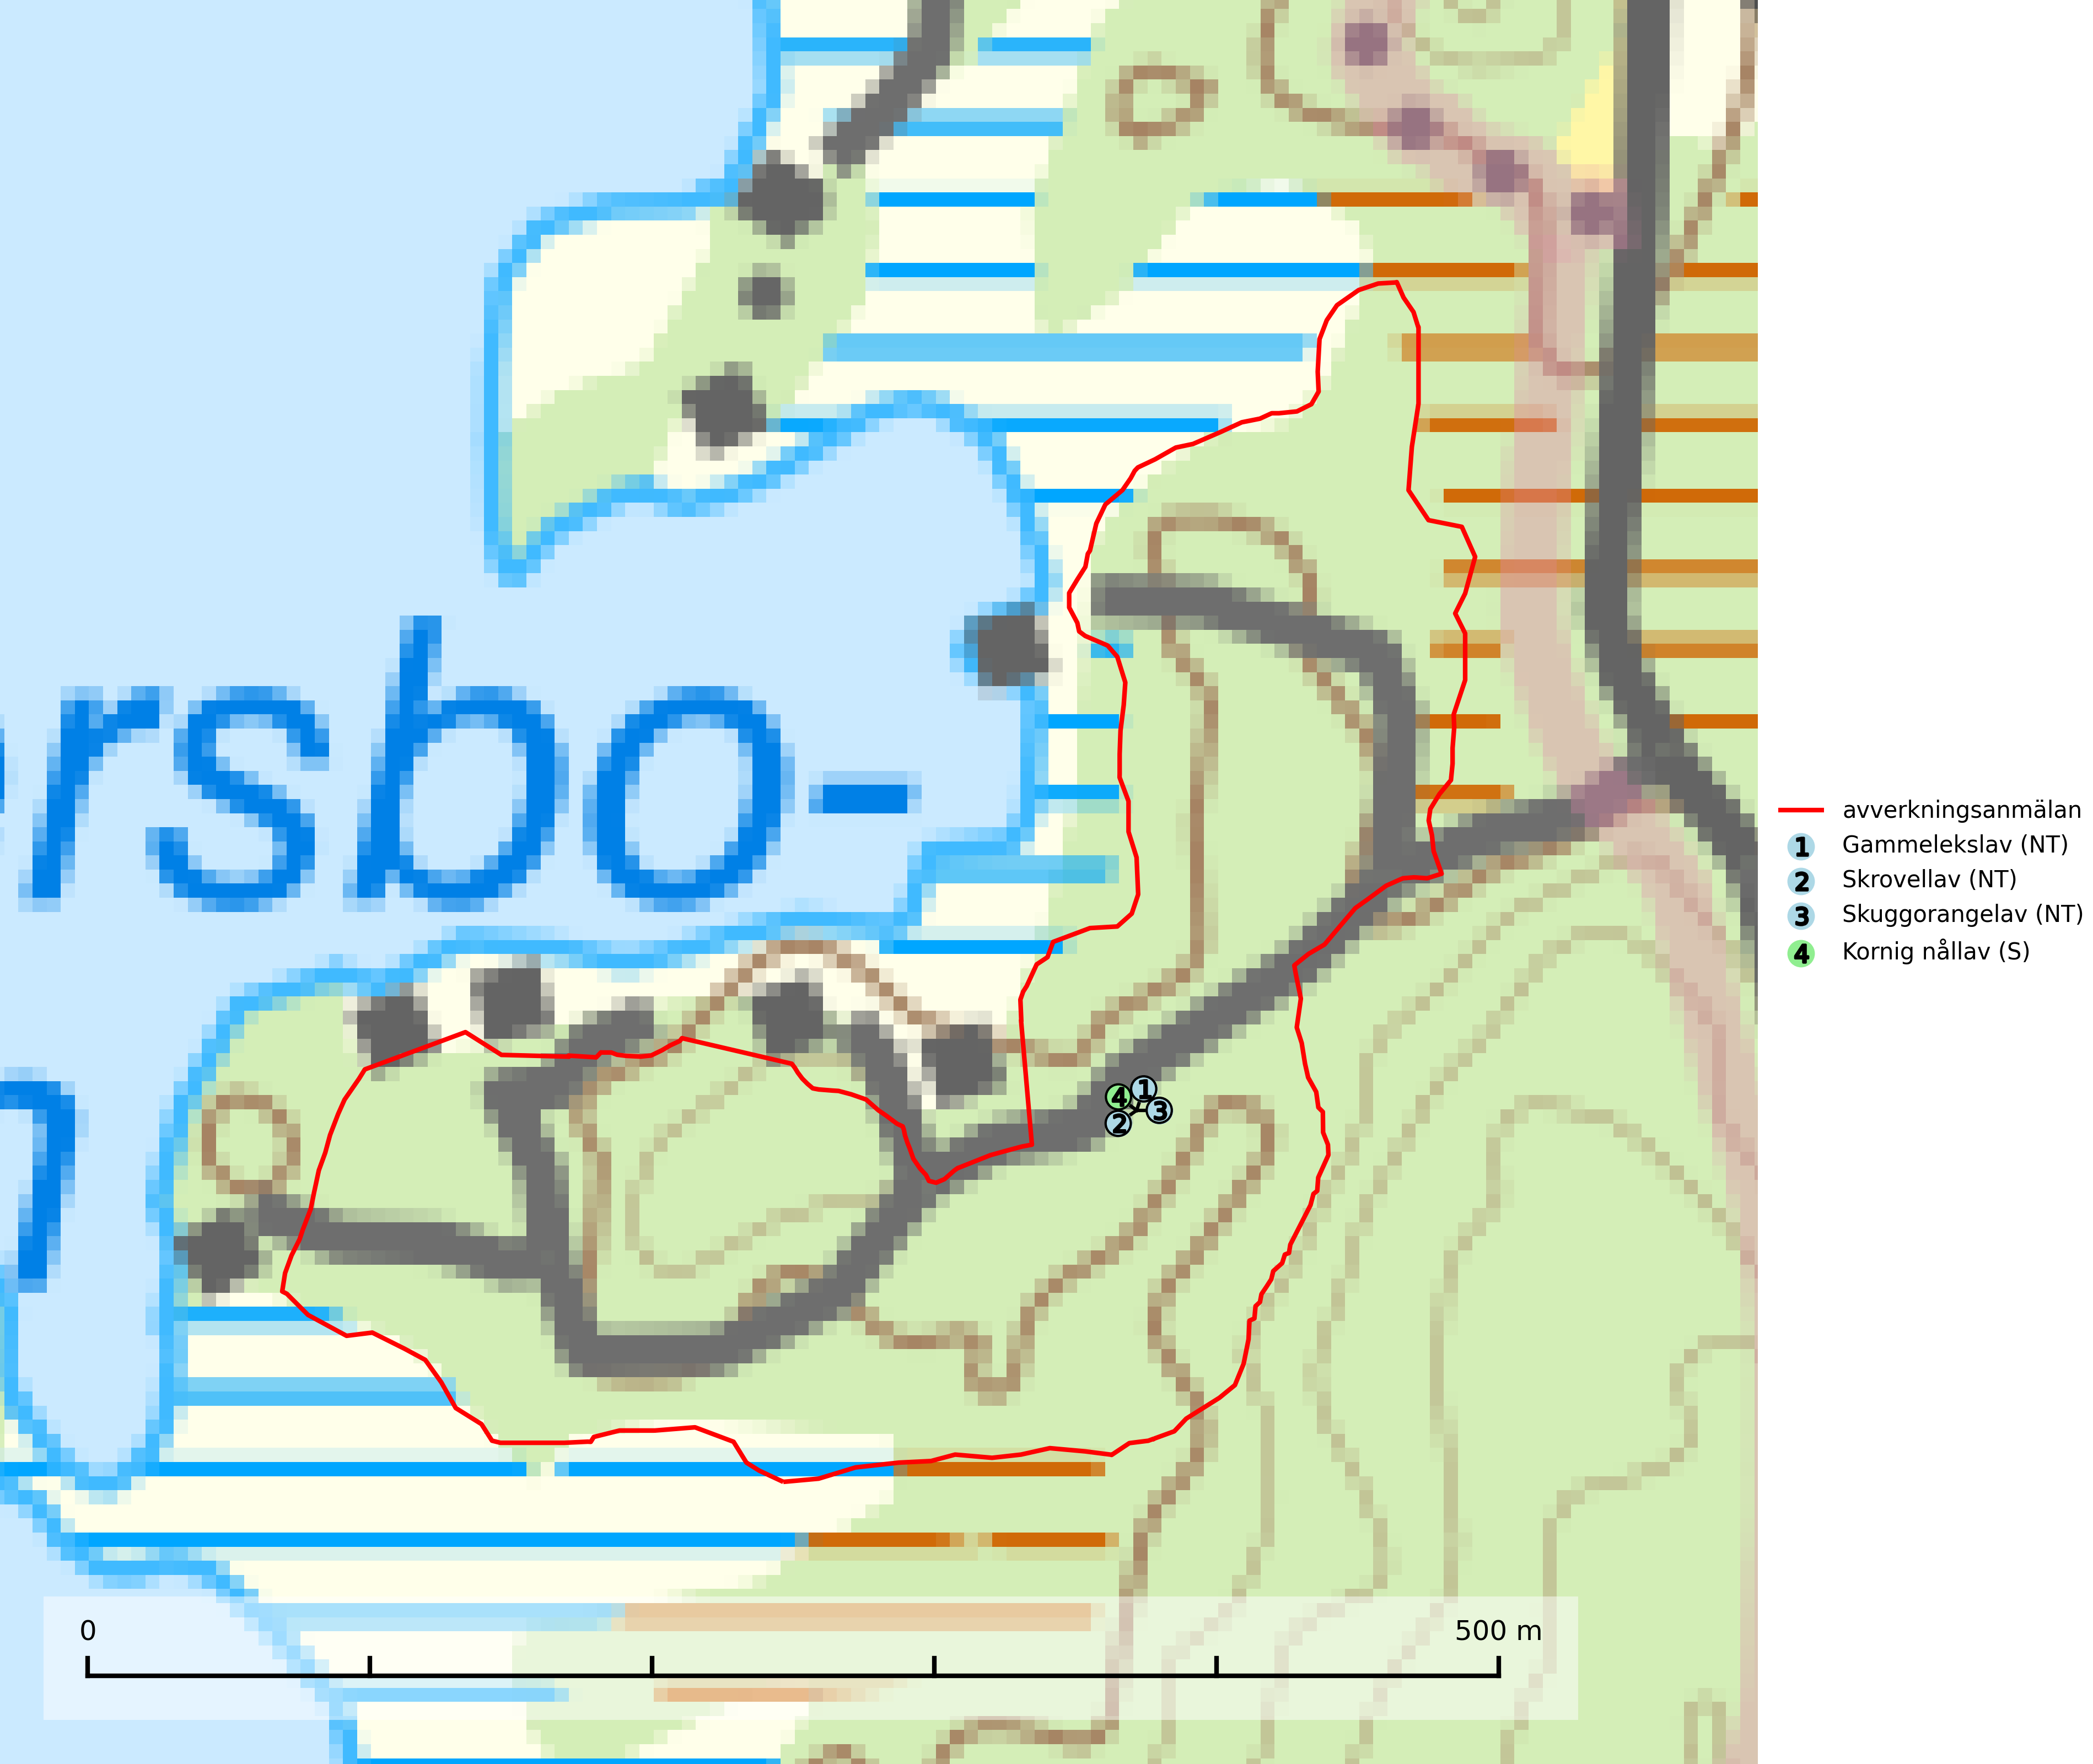 rsbo-
avverkningsanmälan
1 Gammelekslav (NT)
2 Skrovellav (NT)
3 Skuggorangelav (NT)
4 Kornig nållav (S)
4 1
3
2
0 500 m